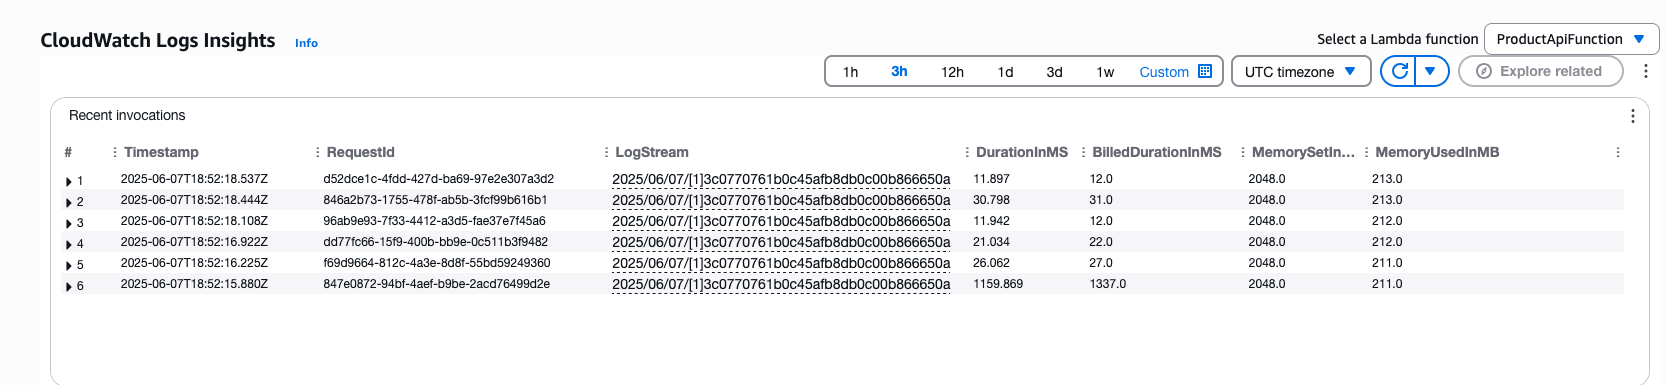 CloudWatch Logs Insights Info
Select a Lambda function ProductApiFunction
1h 3h 12h 1d 3d 1w Custom UTC timezone Explore related
Recent invocations
# Timestamp RequestId LogStream DurationInMS BilledDurationInMS MemorySetIn... MemoryUsedInMB
1 2025-06-07T18:52:18.537Z d52dce1c-4fdd-427d-ba69-97e2e307a3d2 2025/06/07/[1]3c0770761b0c45afb8db0c00b866650a 11.897 12.0 2048.0 213.0
2 2025-06-07T18:52:18.444Z 846a2b73-1755-478f-ab5b-3fcf99b616b1 2025/06/07/[1]3c0770761b0c45afb8db0c00b866650a 30.798 31.0 2048.0 213.0
3 2025-06-07T18:52:18.108Z 96ab9e93-7f33-4412-a3d5-fae37e7f45a6 2025/06/07/[1]3c0770761b0c45afb8db0c00b866650a 11.942 12.0 2048.0 212.0
4 2025-06-07T18:52:16.922Z dd77fc66-15f9-400b-bb9e-0c511b3f9482 2025/06/07/[1]3c0770761b0c45afb8db0c00b866650a 21.034 22.0 2048.0 212.0
5 2025-06-07T18:52:16.225Z f69d9664-812c-4a3e-8d8f-55bd59249360 2025/06/07/[1]3c0770761b0c45afb8db0c00b866650a 26.062 27.0 2048.0 211.0
6 2025-06-07T18:52:15.880Z 847e0872-94bf-4aef-b9be-2acd76499d2e 2025/06/07/[1]3c0770761b0c45afb8db0c00b866650a 1159.869 1337.0 2048.0 211.0